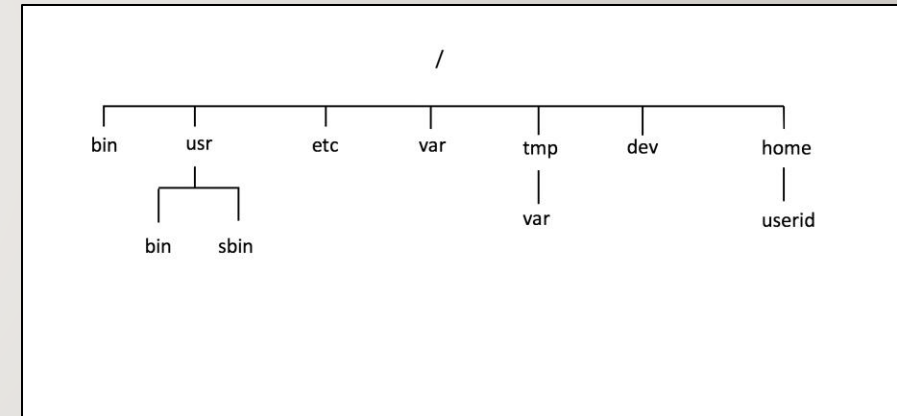 /
bin usr etc var tmp dev home
var userid
bin sbin